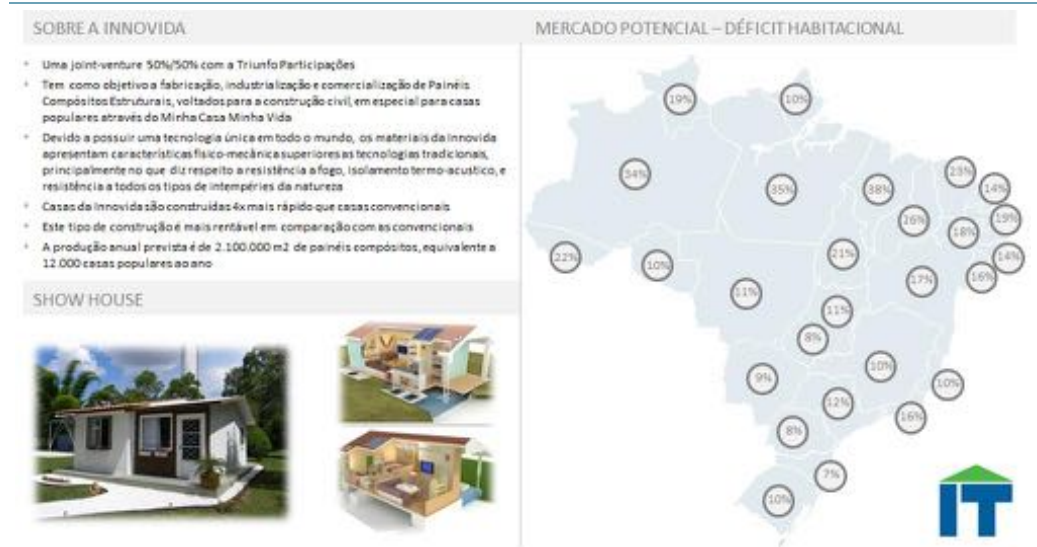 SOBRE A INNOVIDA
Uma joint-venture 50%/50% com a Triunfo Participações
Tem como objetivo a fabricação, industrialização e comercialização de Painéis
Compósitos Estruturais, voltados para a construção civil, em especial para casas
populares através do Minha Casa Minha Vida
Devido a possuir uma tecnologia única em todo o mundo, os materiais da Innovida
apresentam características físico-mecânica superiores as tecnologias tradicionais,
principalmente no que diz respeito a resistência a fogo, isolamento termo-acustico, e
resistência a todos os tipos de intempéries da natureza
Casas da Innovida são construídas 4x mais rápido que casas convencionais
Este tipo de construção é mais rentável em comparação com as convencionais
A produção anual prevista é de 2.100.000 m2 de painéis compósitos, equivalente a
12.000 casas populares ao ano
SHOW HOUSE
MERCADO POTENCIAL – DÉFICIT HABITACIONAL
19%
10%
34%
35%
38%
23%
14%
26%
19%
18%
14%
16%
22%
10%
21%
17%
11%
11%
8%
9%
10%
10%
12%
16%
8%
7%
10%
IT